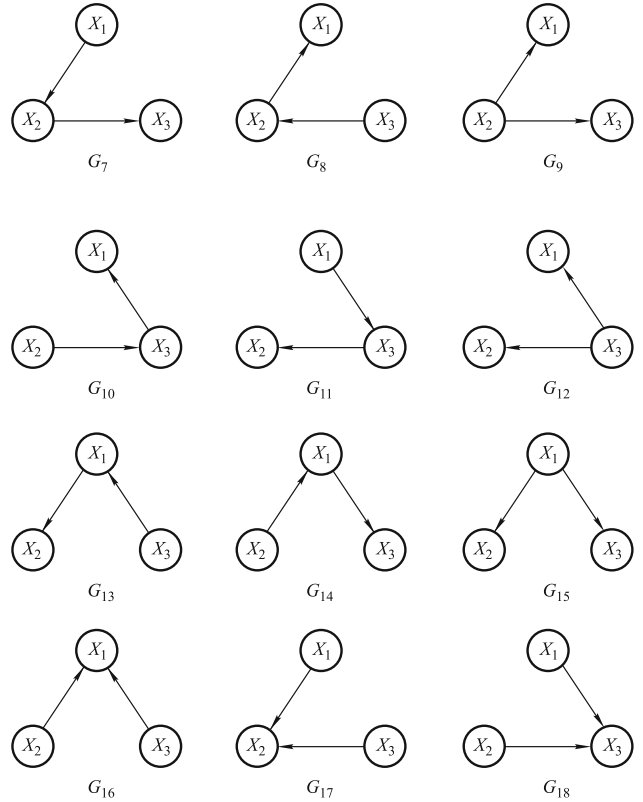 X1 X1 X1
X2 X3 X2 X3 X2 X3
G7 G8 G9
X1 X1 X1
X2 X3 X2 X3 X2 X3
G10 G11 G12
X1 X1 X1
X2 X3 X2 X3 X2 X3
G13 G14 G15
X1 X1 X1
X2 X3 X2 X3 X2 X3
G16 G17 G18